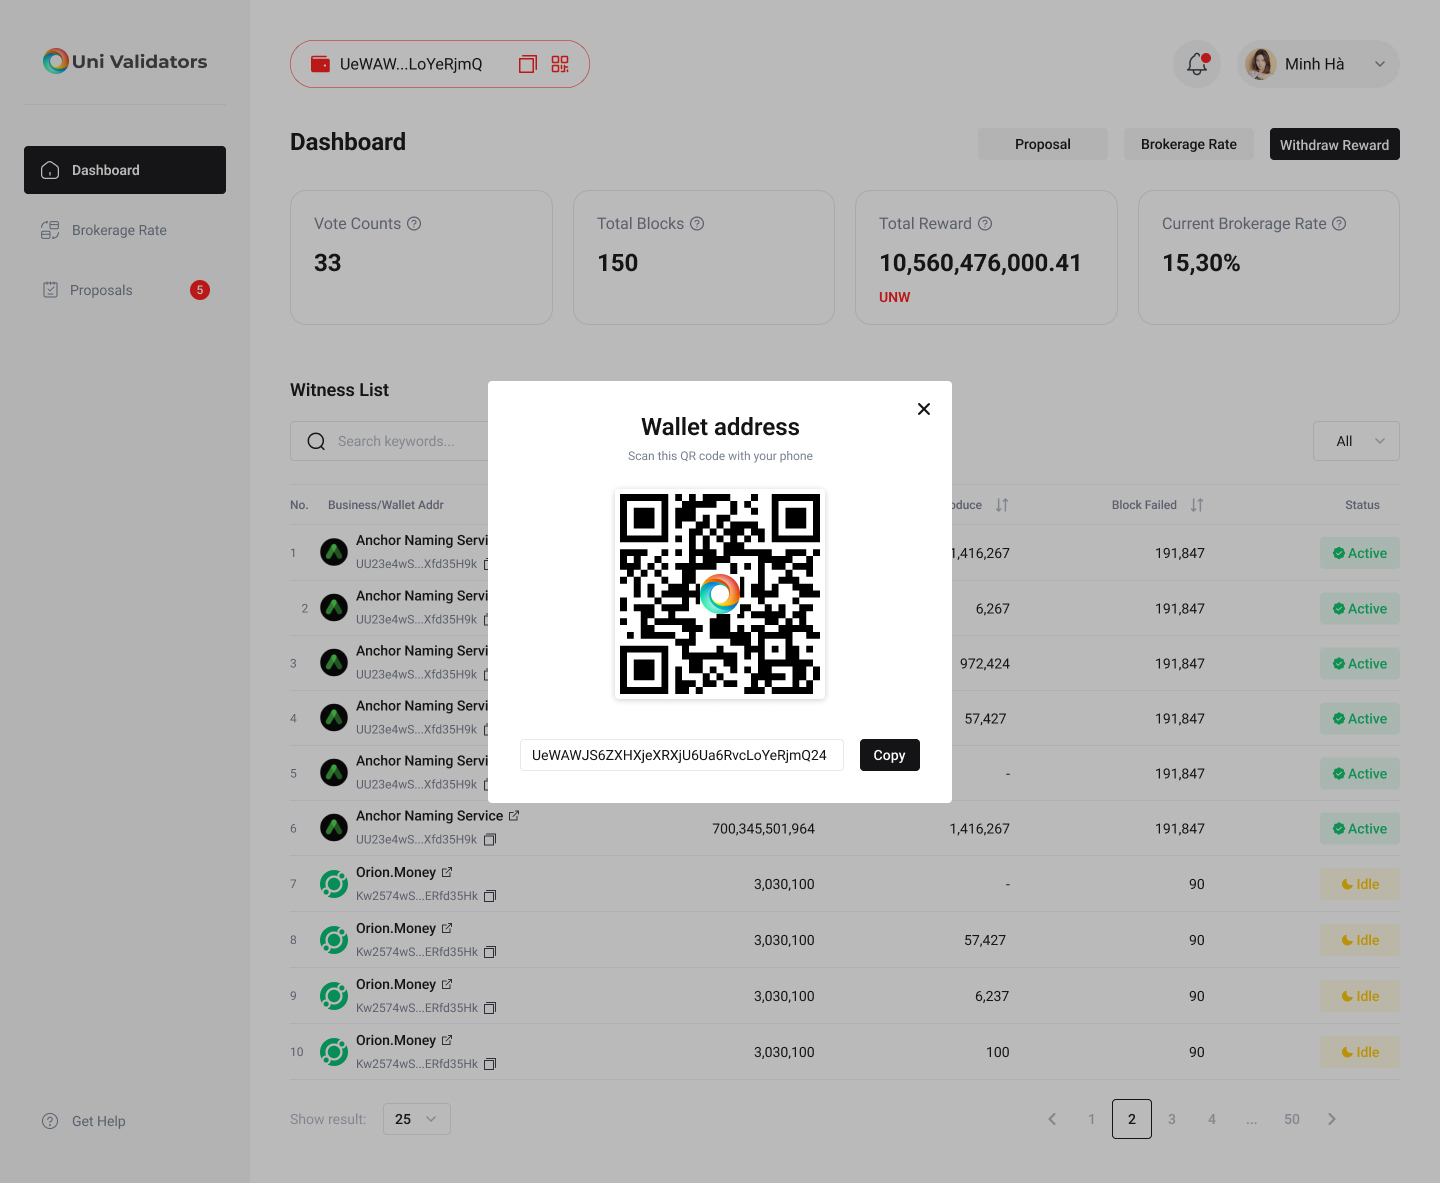 Uni Validators
UeWAW...LoYeRjmQ
Minh Hà
Dashboard
Proposal
Brokerage Rate
Withdraw Reward
Dashboard
Brokerage Rate
Proposals
5
Vote Counts
33
Total Blocks
150
Total Reward
10,560,476,000.41
UNW
Current Brokerage Rate
15,30%
Witness List
Search keywords...
All
Wallet address
Scan this QR code with your phone
UeWAWJS6ZXHXjeXRXjU6Ua6RvcLoYeRjmQ24
Copy
No. Business/Wallet Addr Block Failed Status
1 Anchor Naming 1,416,267 191,847 Active
UU23e4wS...Xfd35H9k
2 Anchor Naming 6,267 191,847 Active
UU23e4wS...Xfd35H9k
3 Anchor Naming 972,424 191,847 Active
UU23e4wS...Xfd35H9k
4 Anchor Naming 57,427 191,847 Active
UU23e4wS...Xfd35H9k
5 Anchor Naming - 191,847 Active
UU23e4wS...Xfd35H9k
6 Anchor Naming Service 700,345,501,964 1,416,267 191,847 Active
UU23e4wS...Xfd35H9k
7 Orion.Money 3,030,100 - 90 Idle
Kw2574wS...ERfd35Hk
8 Orion.Money 3,030,100 57,427 90 Idle
Kw2574wS...ERfd35Hk
9 Orion.Money 3,030,100 6,237 90 Idle
Kw2574wS...ERfd35Hk
10 Orion.Money 3,030,100 100 90 Idle
Kw2574wS...ERfd35Hk
Get Help
Show result: 25
1 2 3 4 ... 50